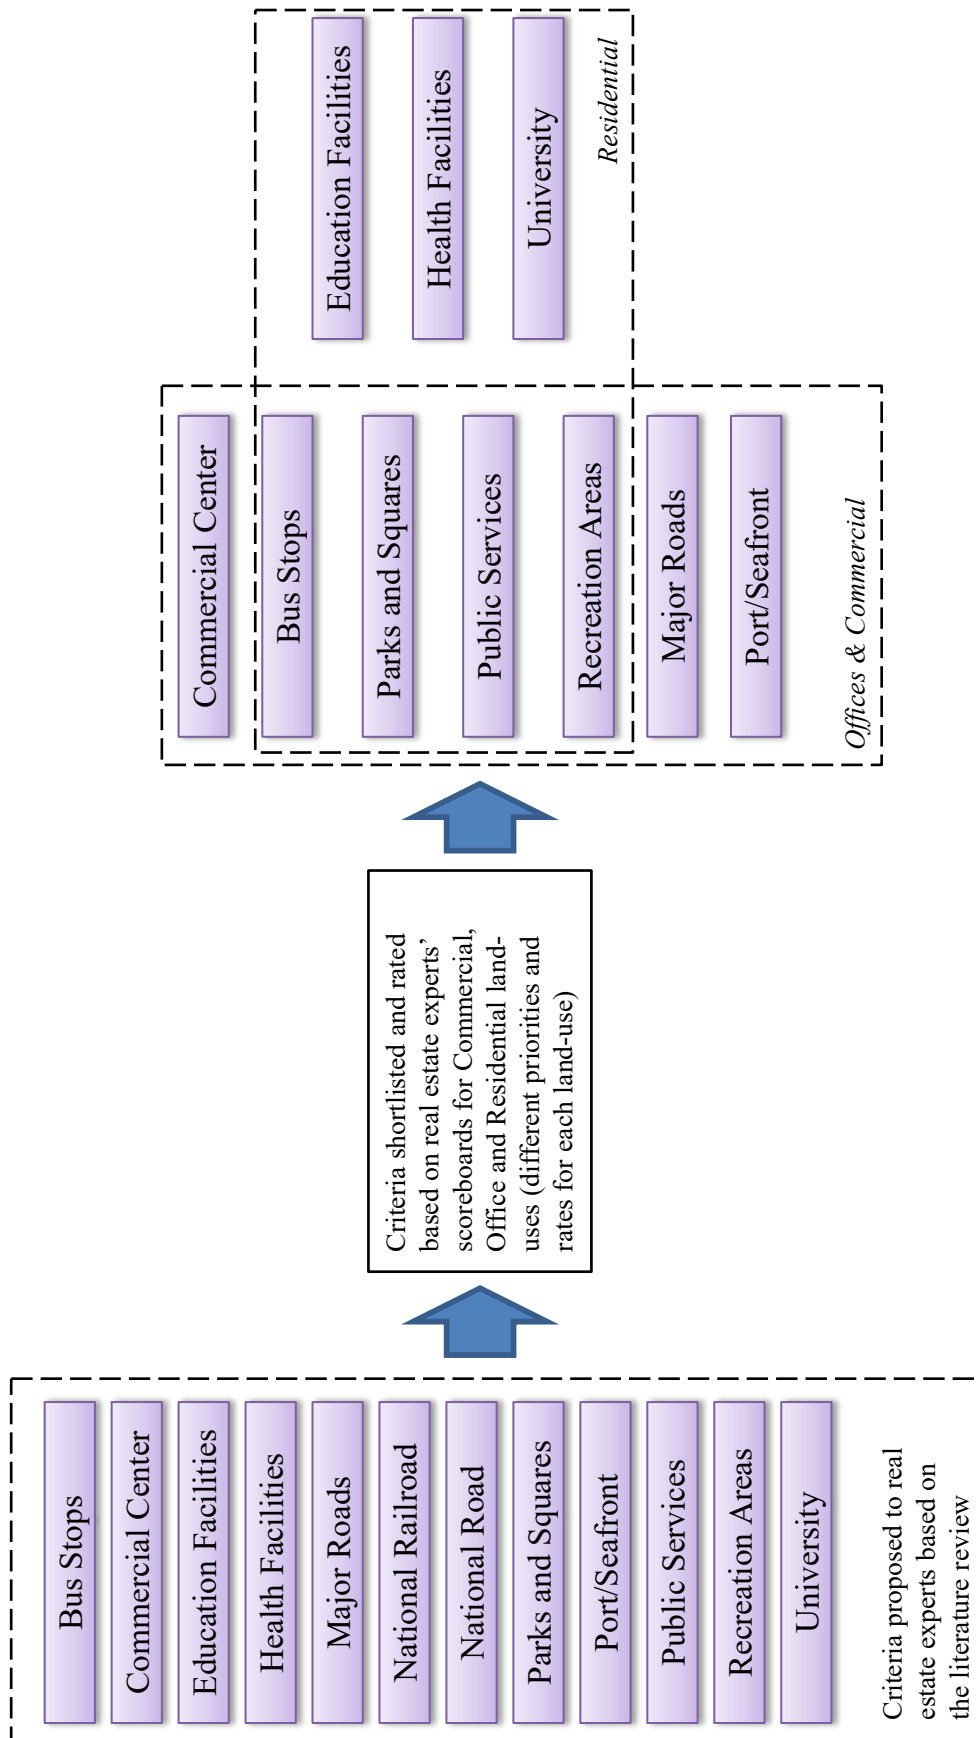 Bus Stops
Commercial Center
Education Facilities
Health Facilities
Major Roads
National Railroad
National Road
Parks and Squares
Port/Seafront
Public Services
Recreation Areas
University
Criteria proposed to real
estate experts based on
the literature review
Criteria shortlisted and rated
based on real estate experts’
scoreboards for Commercial,
Office and Residential land-
uses (different priorities and
rates for each land-use)
Commercial Center
Bus Stops
Parks and Squares
Public Services
Recreation Areas
Major Roads
Port/Seafront
Offices & Commercial
Education Facilities
Health Facilities
University
Residential